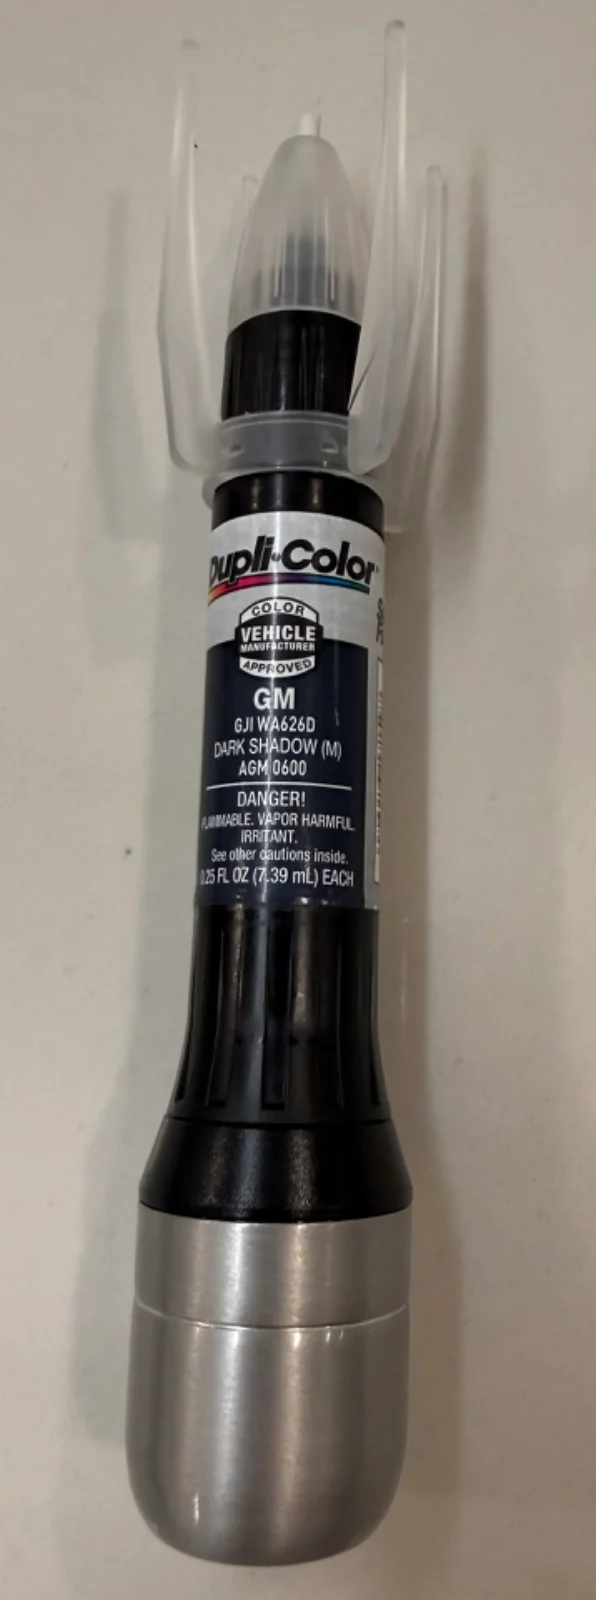 Dupli-Color
COLOR
VEHICLE
MANUFACTURER
APPROVED
GM
GJI WA626D
DARK SHADOW (M)
AGM 0600
DANGER!
FLAMMABLE. VAPOR HARMFUL.
IRRITANT.
See other cautions inside.
0.25 FL OZ (7.39 mL) EACH